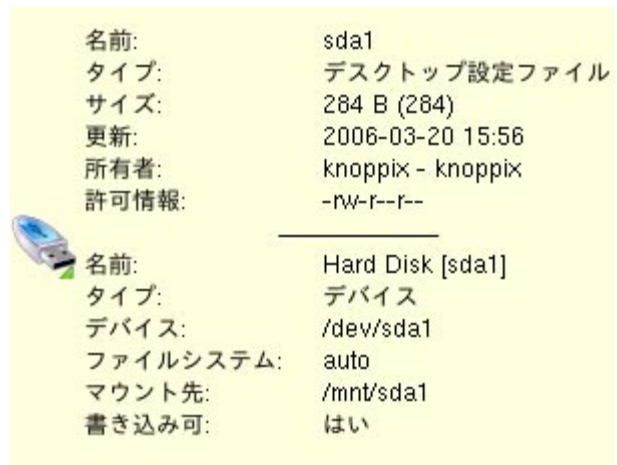 名前: sda1
タイプ: デスクトップ設定ファイル
サイズ: 284 B (284)
更新: 2006-03-20 15:56
所有者: knoppix - knoppix
許可情報: -rw-r--r--
名前: Hard Disk [sda1]
タイプ: デバイス
デバイス: /dev/sda1
ファイルシステム: auto
マウント先: /mnt/sda1
書き込み可: はい